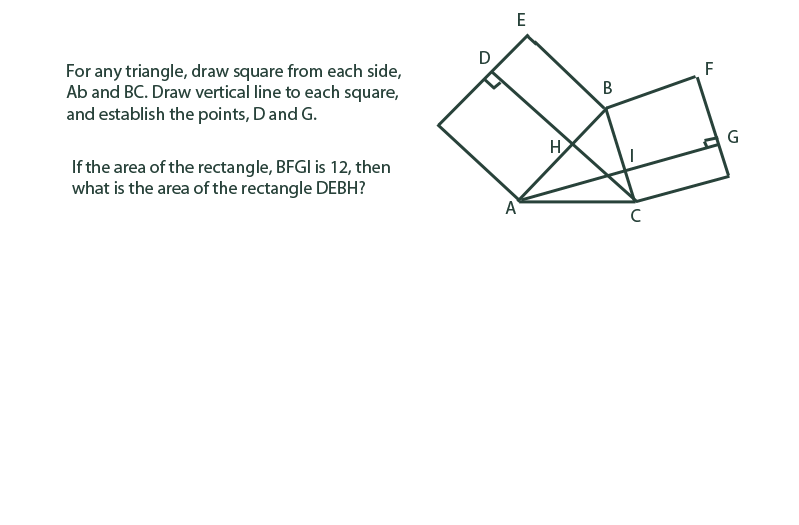 For any triangle, draw square from each side,
Ab and BC. Draw vertical line to each square,
and establish the points, D and G.
If the area of the rectangle, BFGI is 12, then
what is the area of the rectangle DEBH?
E
D
F
B
G
H
I
A
C